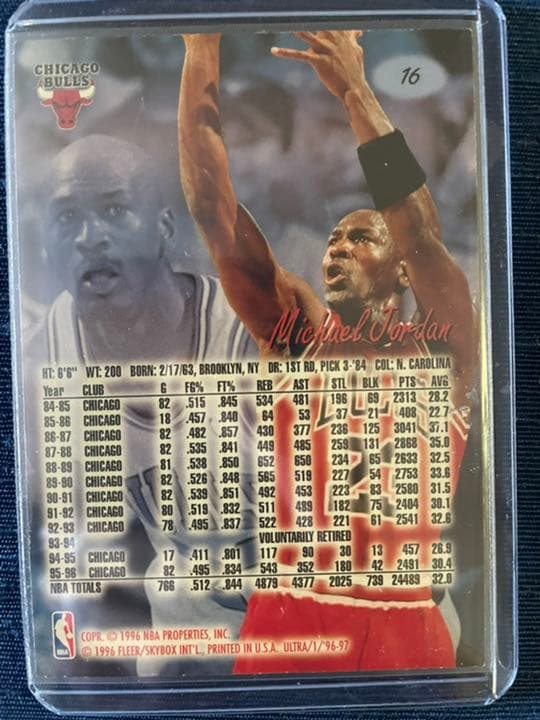 CHICAGO
BULLS
16
Michael Jordan
HT: 6'6" WT: 200 BORN: 2/17/63, BROOKLYN, NY DR: 1ST RD, PICK 3-'84 COL: N. CAROLINA
Year CLUB G FG% FT% REB AST STL BLK PTS AVG
84-85 CHICAGO 82 .515 .845 534 481 196 69 2313 28.2
85-86 CHICAGO 18 .457 .840 64 53 37 21 408 22.7
86-87 CHICAGO 82 .482 .857 430 377 236 125 3041 37.1
87-88 CHICAGO 82 .535 .841 449 485 259 131 2868 35.0
88-89 CHICAGO 81 .538 .850 652 650 234 65 2633 32.5
89-90 CHICAGO 82 .526 .848 565 519 227 54 2753 33.6
90-91 CHICAGO 82 .539 .851 492 453 223 83 2580 31.5
91-92 CHICAGO 80 .519 .832 511 489 182 75 2404 30.1
92-93 CHICAGO 78 .495 .837 522 428 221 61 2541 32.6
93-94 VOLUNTARILY RETIRED
94-95 CHICAGO 17 .411 .801 117 90 30 13 457 26.9
95-96 CHICAGO 82 .495 .834 543 352 180 42 2491 30.4
NBA TOTALS 766 .512 .844 4879 4377 2025 739 24489 32.0
NBA
COPR. © 1996 NBA PROPERTIES, INC.
© 1996 FLEER/SKYBOX INT'L., PRINTED IN U.S.A. ULTRA/1/'96-97